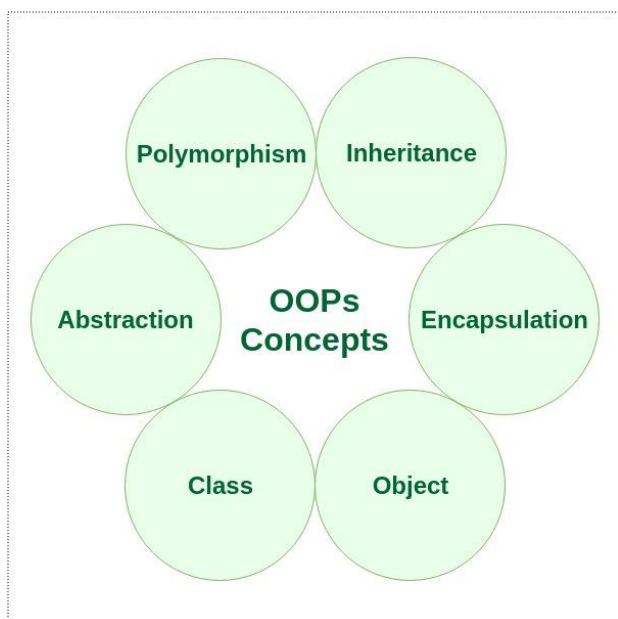 Polymorphism
Inheritance
Abstraction
OOPs
Concepts
Encapsulation
Class
Object